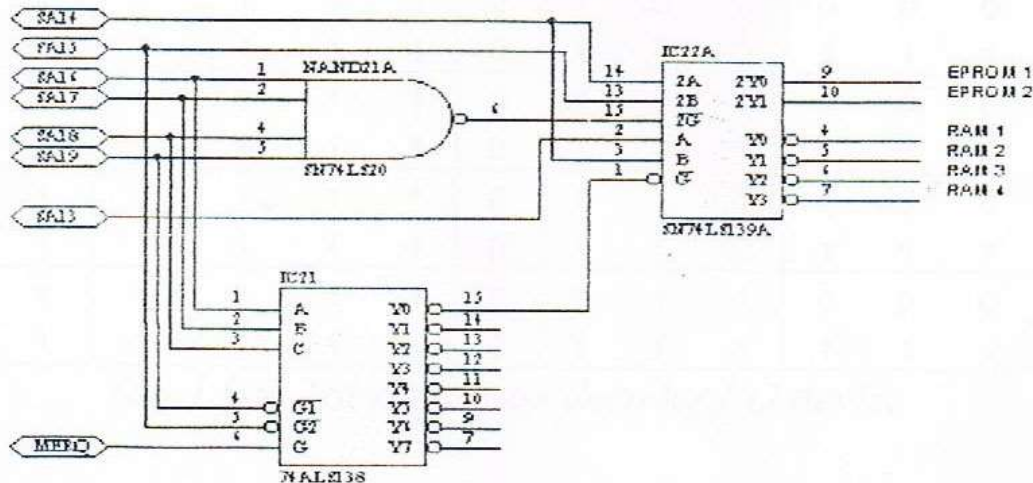 SA14
SA15
SA16
SA17
SA18
SA19
SA13
MERQ
NAND21A
1
2
4
5
6
SN74LS20
IC22A
14 2A 2Y0 9 EPROM 1
13 2B 2Y1 10 EPROM 2
15 2G
2 A Y0 4 RAM 1
3 B Y1 5 RAM 2
1 G Y2 6 RAM 3
Y3 7 RAM 4
SN74LS139A
IC21
1 A Y0 15
2 B Y1 14
3 C Y2 13
Y3 12
Y4 11
4 G1 Y5 10
5 G2 Y6 9
6 G Y7 7
74ALS138